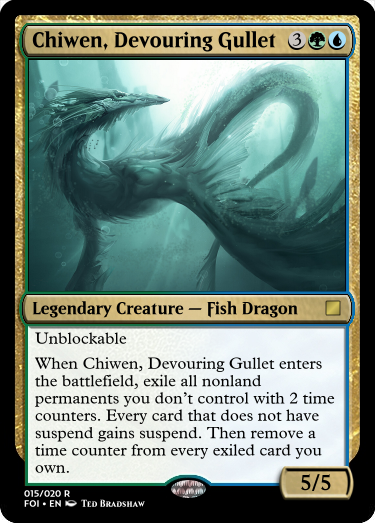 Chiwen, Devouring Gullet 3
Legendary Creature — Fish Dragon
Unblockable
When Chiwen, Devouring Gullet enters
the battlefield, exile all nonland
permanents you don't control with 2 time
counters. Every card that does not have
suspend gains suspend. Then remove a
time counter from every exiled card you
own.
5/5
015/020 R
FOI • EN Ted Bradshaw